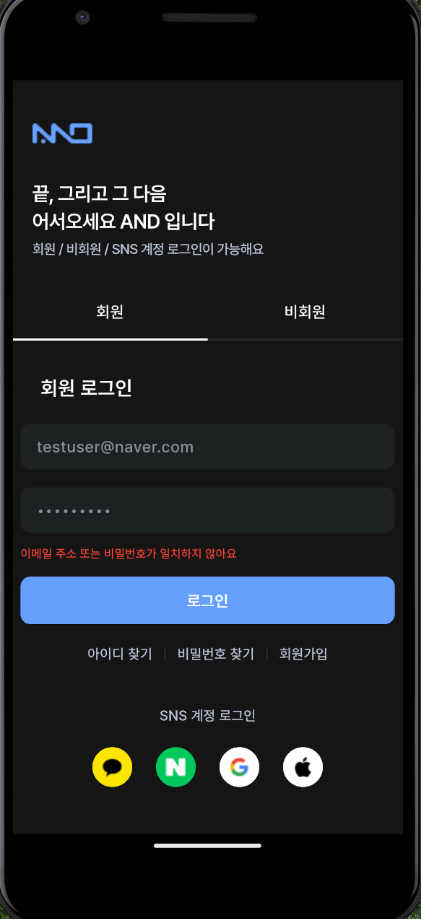 끝, 그리고 그 다음
어서오세요 AND 입니다
회원 / 비회원 / SNS 계정 로그인이 가능해요
회원
비회원
회원 로그인
testuser@naver.com
•••••••••
이메일 주소 또는 비밀번호가 일치하지 않아요
로그인
아이디 찾기 | 비밀번호 찾기 | 회원가입
SNS 계정 로그인
N
G